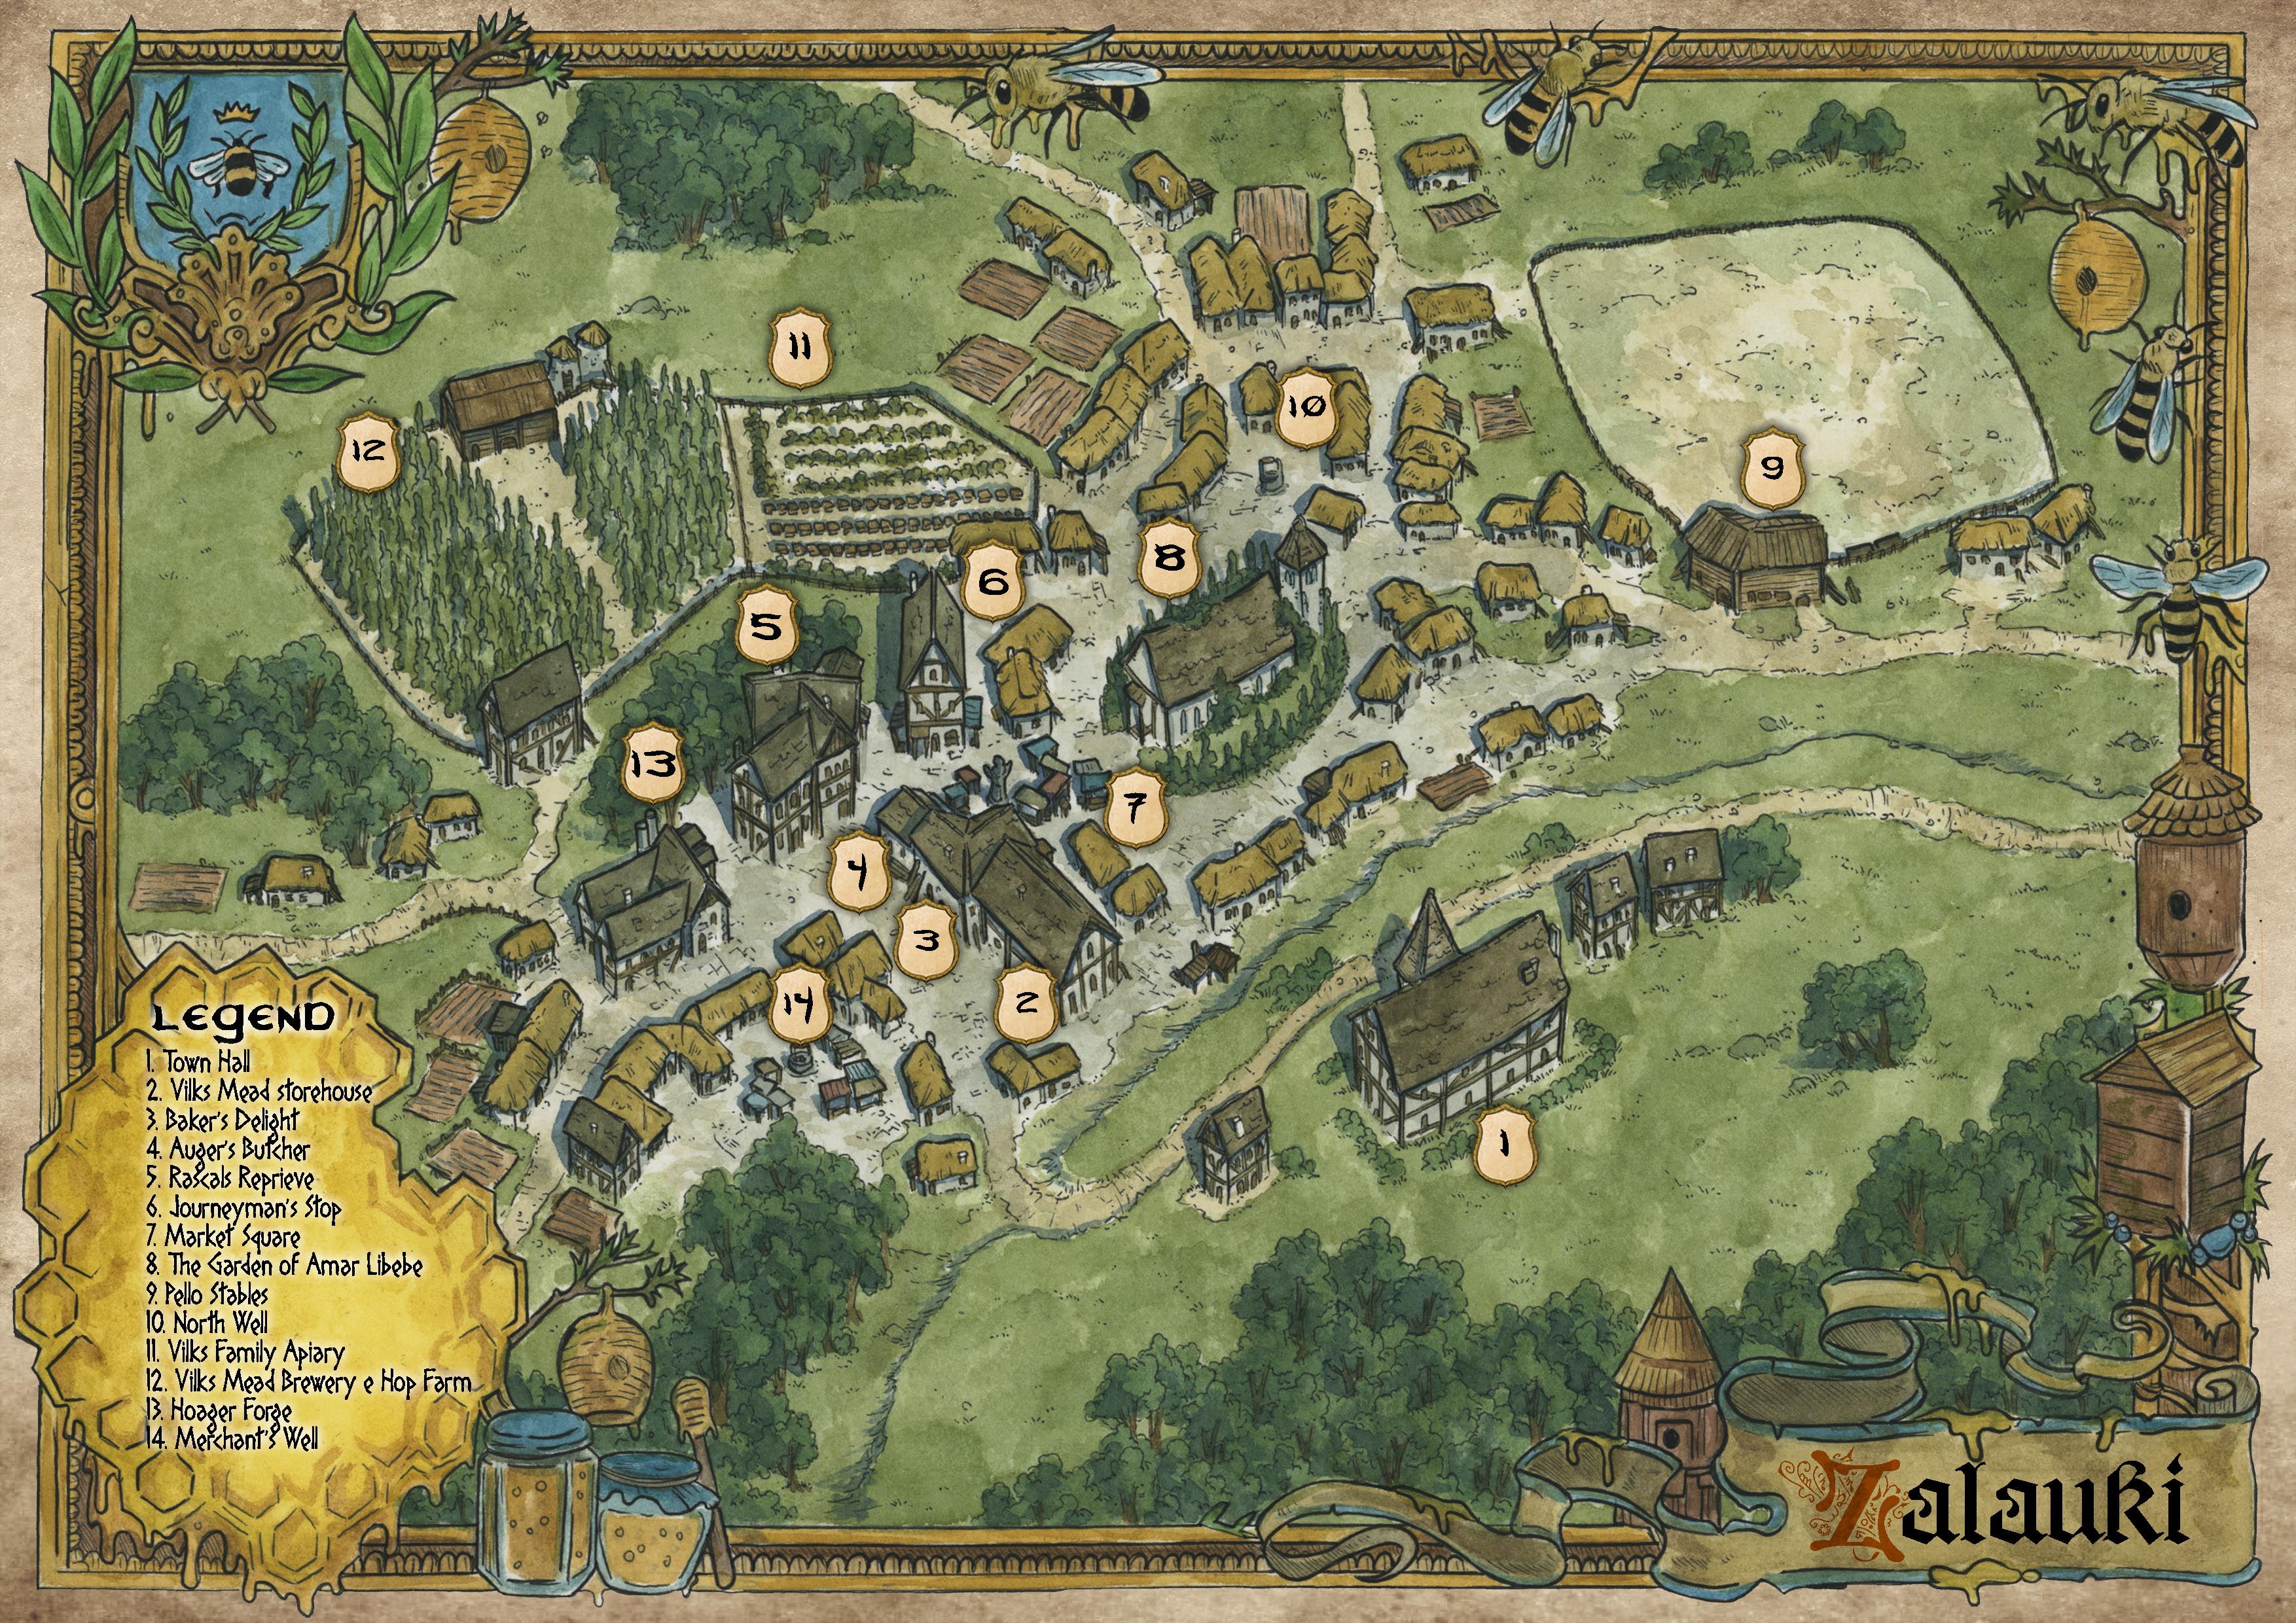 11
10
12
9
8
6
5
13
7
4
3
14
2
1
LEGEND
1. Town Hall
2. Vilks Mead storehouse
3. Baker's Delight
4. Auger's Butcher
5. Rascals Reprieve
6. Journeyman's Stop
7. Market Square
8. The Garden of Amar Libebe
9. Pello Stables
10. North Well
11. Vilks Family Apiary
12. Vilks Mead Brewery e Hop Farm
13. Hoager Forge
14. Merchant's Well
Zalauki